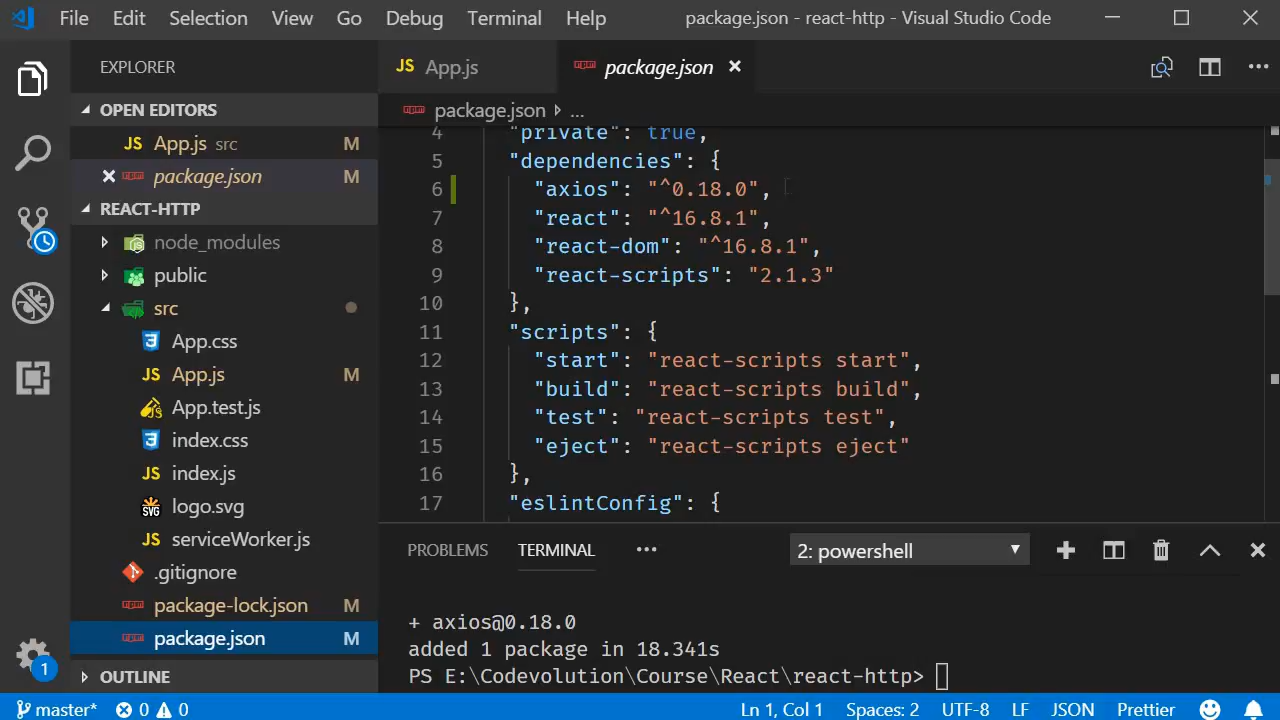 File Edit Selection View Go Debug Terminal Help package.json - react-http - Visual Studio Code
EXPLORER
OPEN EDITORS
JS App.js src M
package.json M
REACT-HTTP
node_modules
public
src
App.css
JS App.js M
App.test.js
index.css
JS index.js
SVG logo.svg
JS serviceWorker.js
.gitignore
package-lock.json M
package.json M
OUTLINE
1
JS App.js package.json
package.json > ...
4 "private": true,
5 "dependencies": {
6 "axios": "^0.18.0",
7 "react": "^16.8.1",
8 "react-dom": "^16.8.1",
9 "react-scripts": "2.1.3"
10 },
11 "scripts": {
12 "start": "react-scripts start",
13 "build": "react-scripts build",
14 "test": "react-scripts test",
15 "eject": "react-scripts eject"
16 },
17 "eslintConfig": {
PROBLEMS TERMINAL ... 2: powershell
+ axios@0.18.0
added 1 package in 18.341s
PS E:\Codevolution\Course\React\react-http>
master* 0 0 Ln 1, Col 1 Spaces: 2 UTF-8 LF JSON Prettier